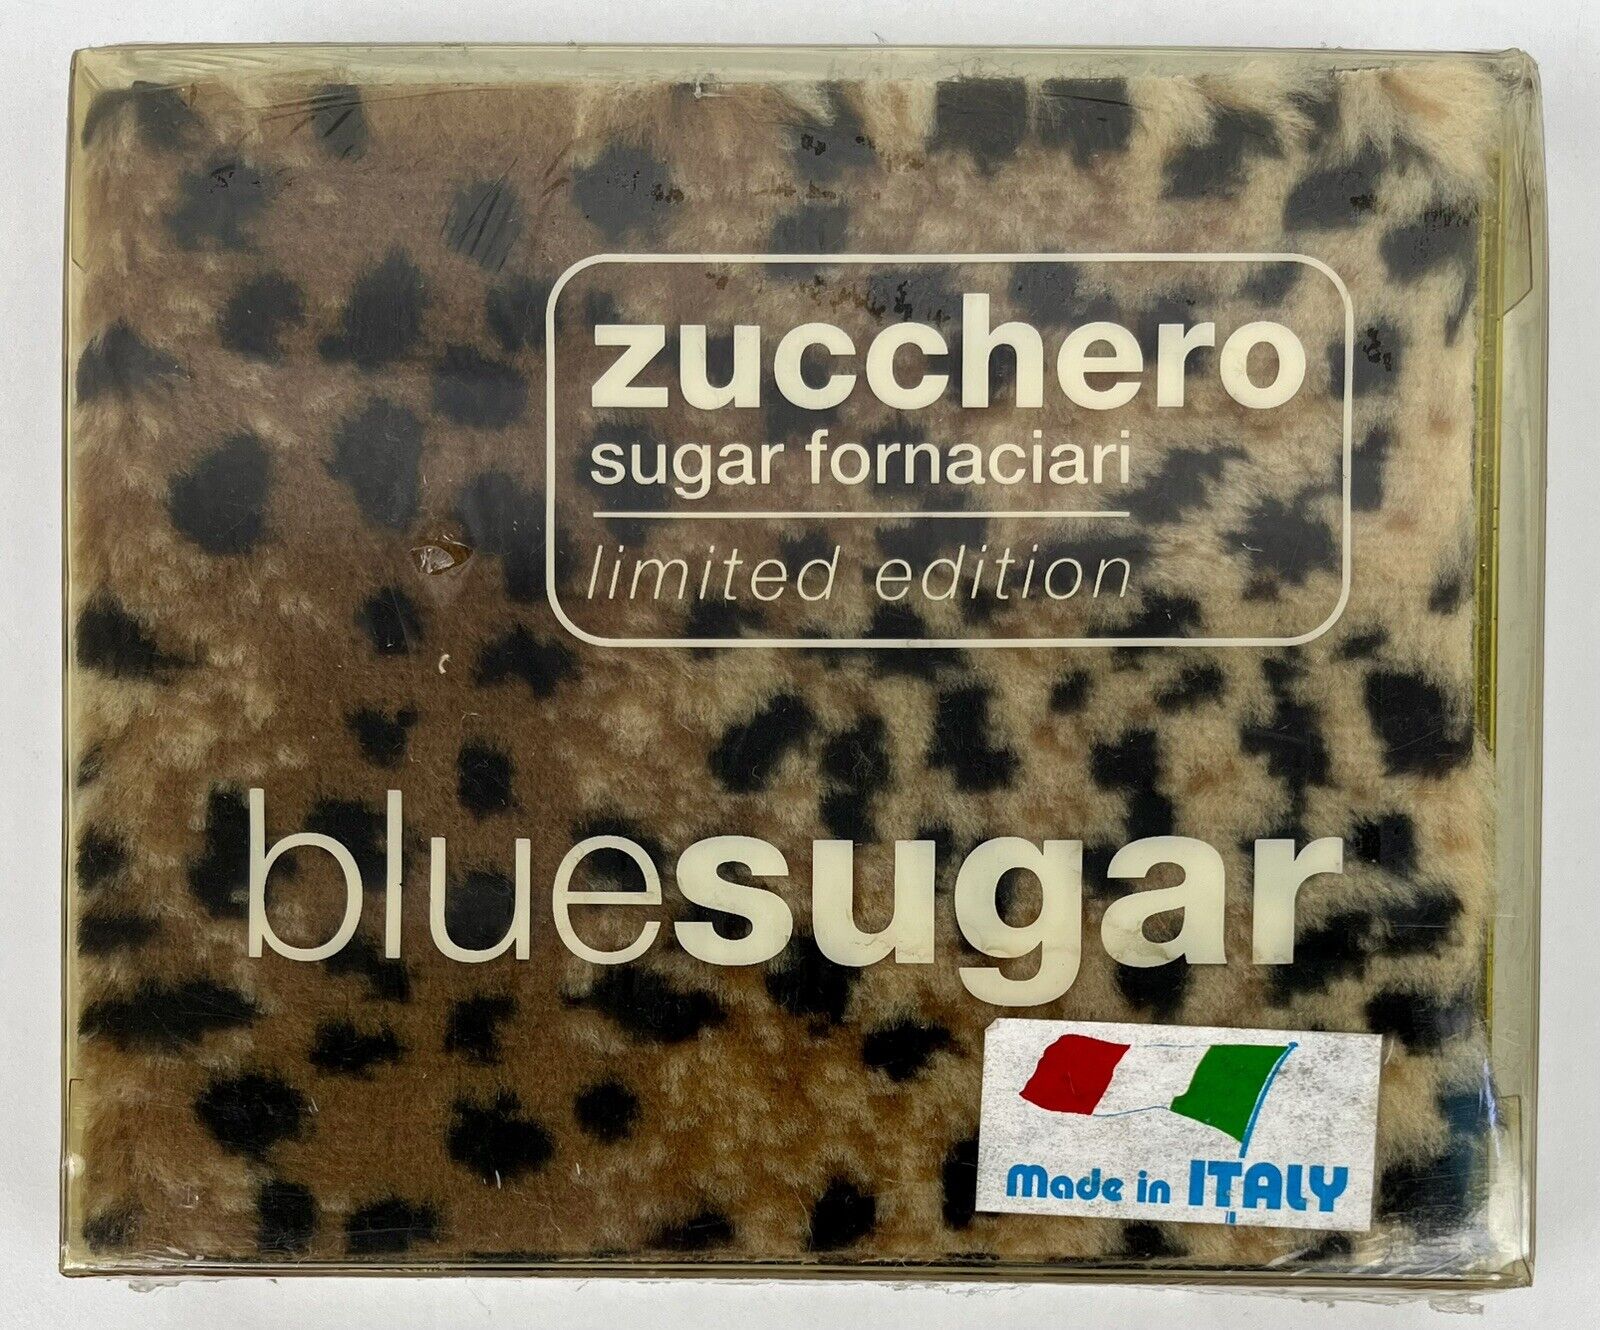 zucchero
sugar fornaciari
limited edition
bluesugar
Made in ITALY